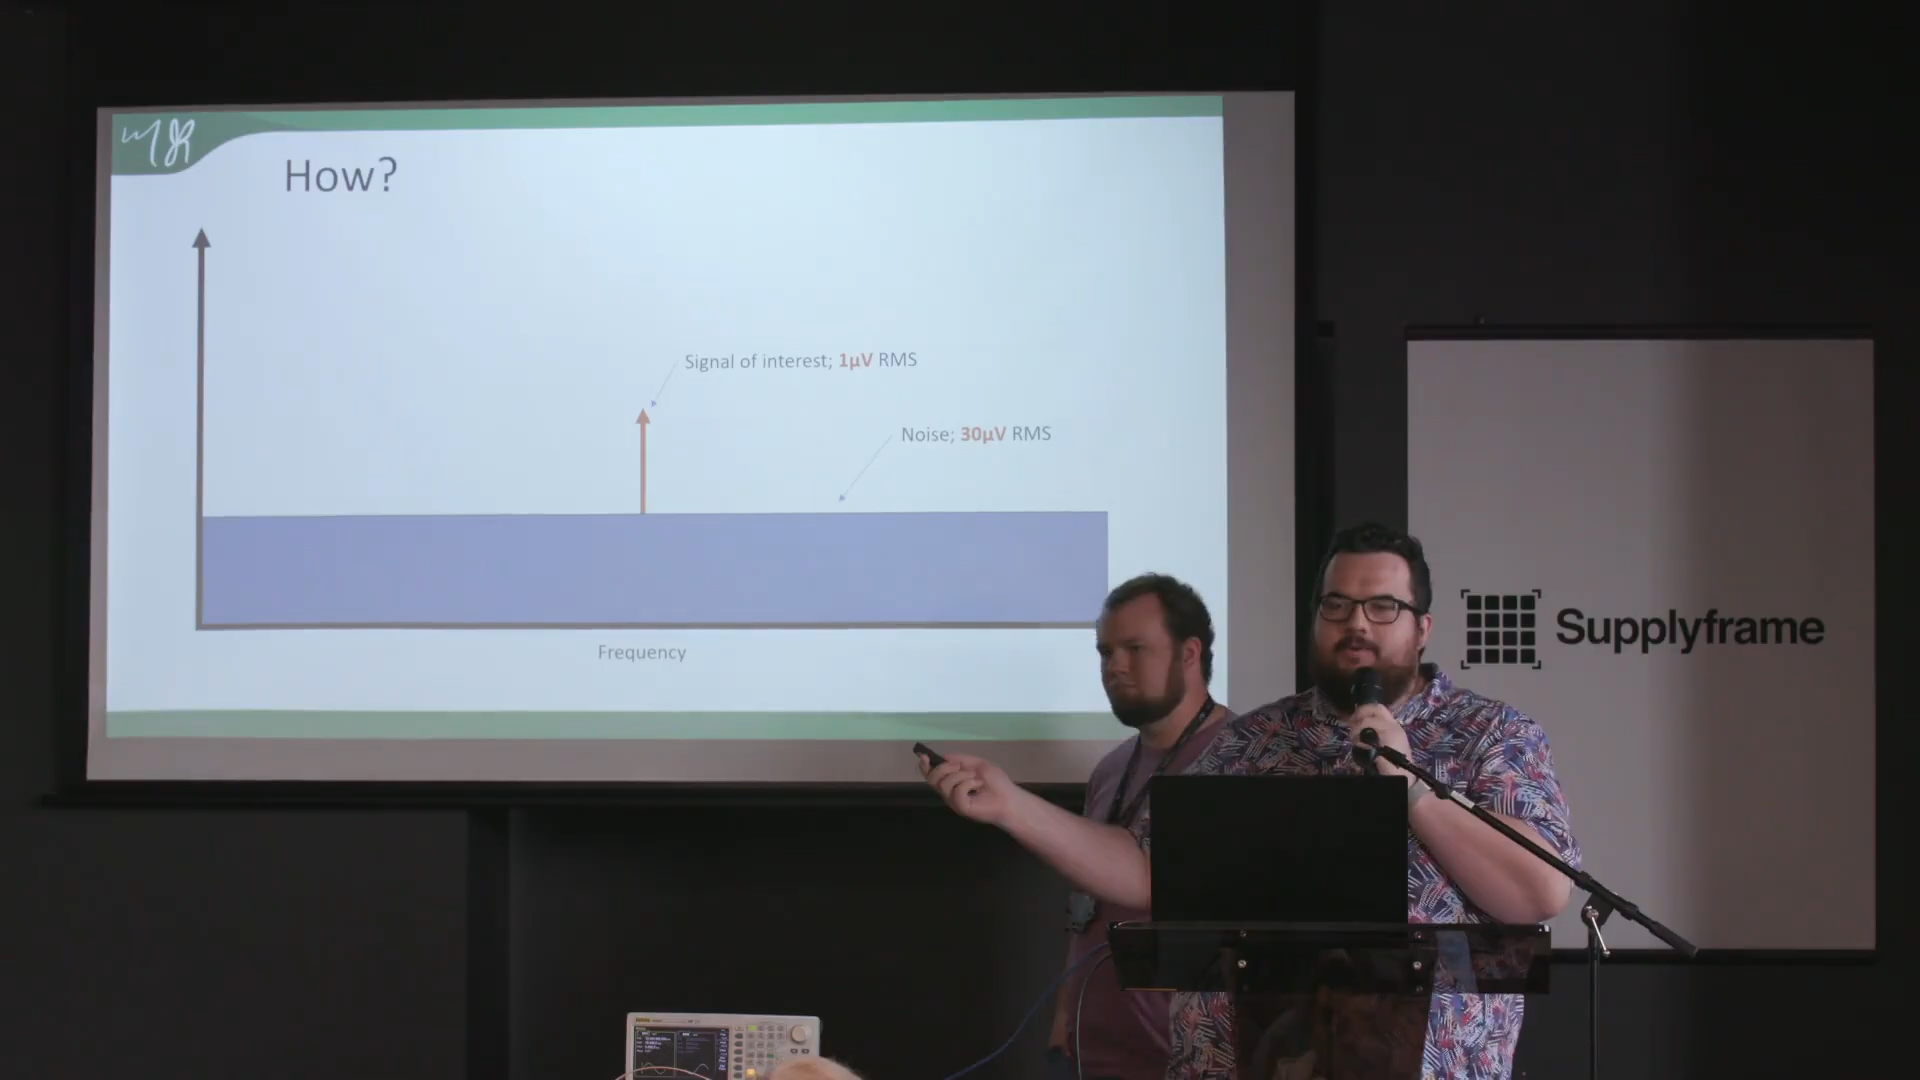 How?
Signal of interest; 1µV RMS
Noise; 30µV RMS
Frequency
Supplyframe